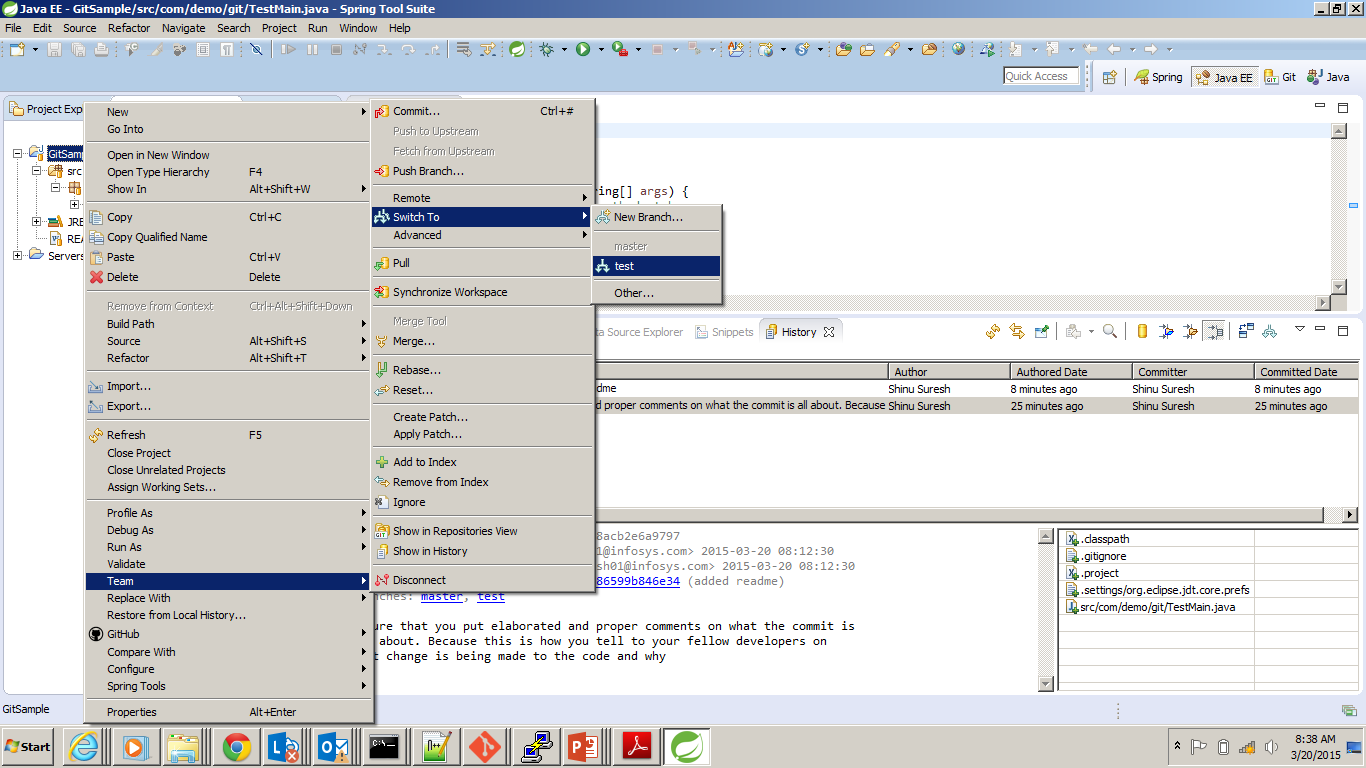 Java EE - GitSample/src/com/demo/git/TestMain.java - Spring Tool Suite
File Edit Source Refactor Navigate Search Project Run Window Help
Quick Access
Spring Java EE Git Java
Project Expl
GitSamp
src
JRE
REA
Servers
New
Go Into
Open in New Window
Open Type Hierarchy F4
Show In Alt+Shift+W
Copy Ctrl+C
Copy Qualified Name
Paste Ctrl+V
Delete Delete
Remove from Context Ctrl+Alt+Shift+Down
Build Path
Source Alt+Shift+S
Refactor Alt+Shift+T
Import...
Export...
Refresh F5
Close Project
Close Unrelated Projects
Assign Working Sets...
Profile As
Debug As
Run As
Validate
Team
Replace With
Restore from Local History...
GitHub
Compare With
Configure
Spring Tools
Properties Alt+Enter
Commit... Ctrl+#
Push to Upstream
Fetch from Upstream
Push Branch...
Remote
Switch To
Advanced
Pull
Synchronize Workspace
Merge Tool
Merge...
Rebase...
Reset...
Create Patch...
Apply Patch...
Add to Index
Remove from Index
Ignore
Show in Repositories View
Show in History
Disconnect
New Branch...
master
test
Other...
ring[] args) {
ta Source Explorer Snippets History
Author Authored Date Committer Committed Date
dme Shinu Suresh 8 minutes ago Shinu Suresh 8 minutes ago
d proper comments on what the commit is all about. Because Shinu Suresh 25 minutes ago Shinu Suresh 25 minutes ago
8acb2e6a9797
1@infosys.com> 2015-03-20 08:12:30
sh01@infosys.com> 2015-03-20 08:12:30
86599b846e34 (added readme)
nches: master, test
ure that you put elaborated and proper comments on what the commit is
about. Because this is how you tell to your fellow developers on
t change is being made to the code and why
.classpath
.gitignore
.project
.settings/org.eclipse.jdt.core.prefs
src/com/demo/git/TestMain.java
GitSample
Start
8:38 AM
3/20/2015